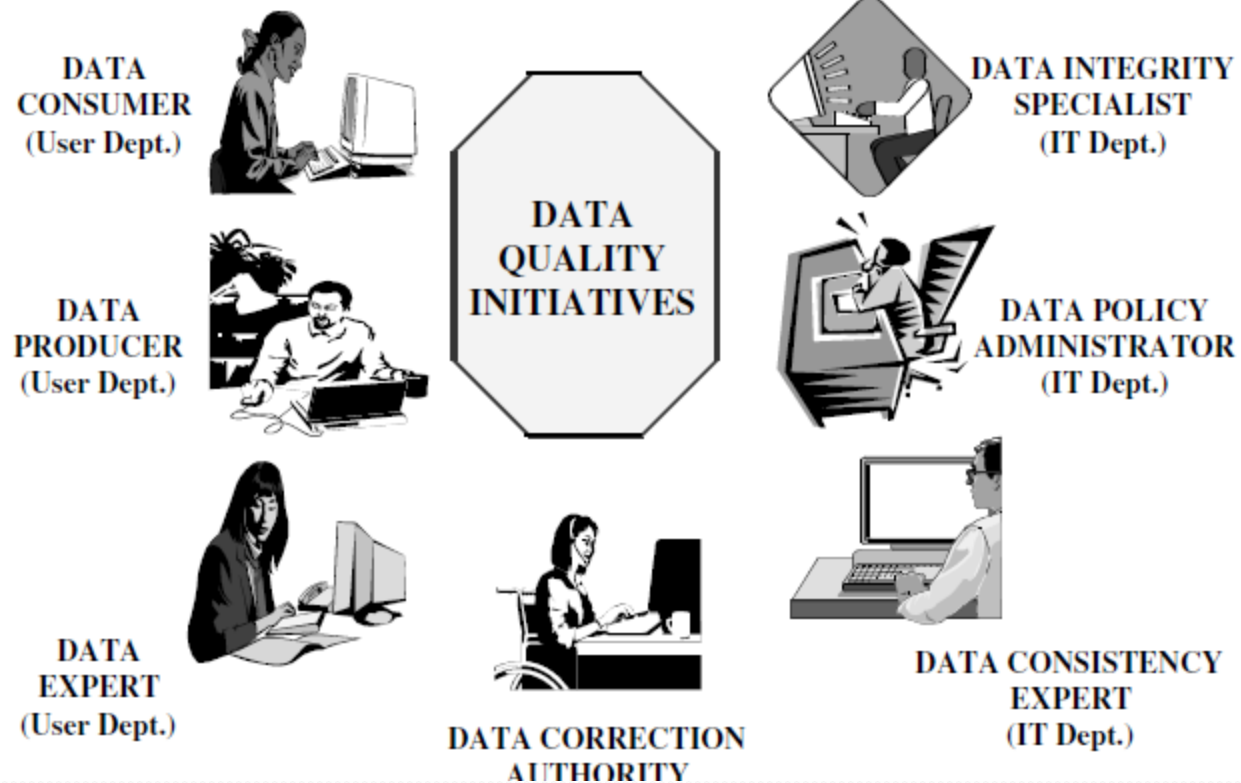 DATA
CONSUMER
(User Dept.)
DATA INTEGRITY
SPECIALIST
(IT Dept.)
DATA
QUALITY
INITIATIVES
DATA
PRODUCER
(User Dept.)
DATA POLICY
ADMINISTRATOR
(IT Dept.)
DATA
EXPERT
(User Dept.)
DATA CORRECTION
AUTHORITY
DATA CONSISTENCY
EXPERT
(IT Dept.)